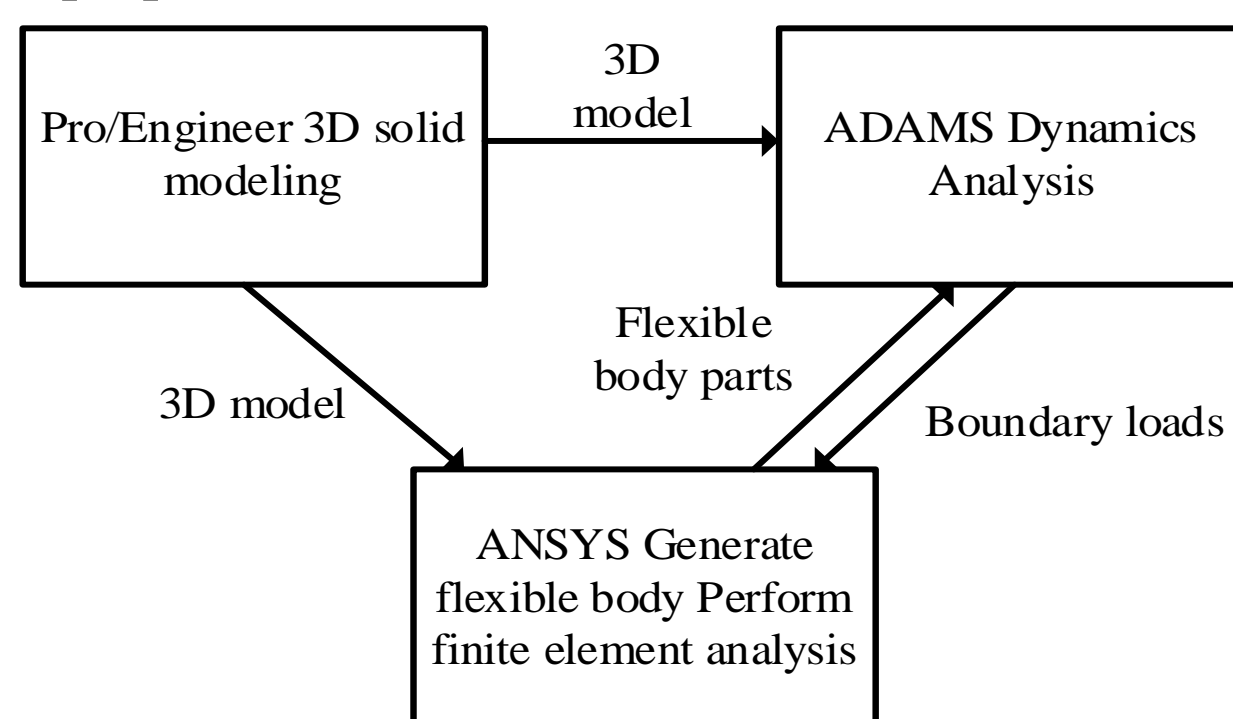 Pro/Engineer 3D solid
modeling
3D
model
ADAMS Dynamics
Analysis
3D model
Flexible
body parts
Boundary loads
ANSYS Generate
flexible body Perform
finite element analysis